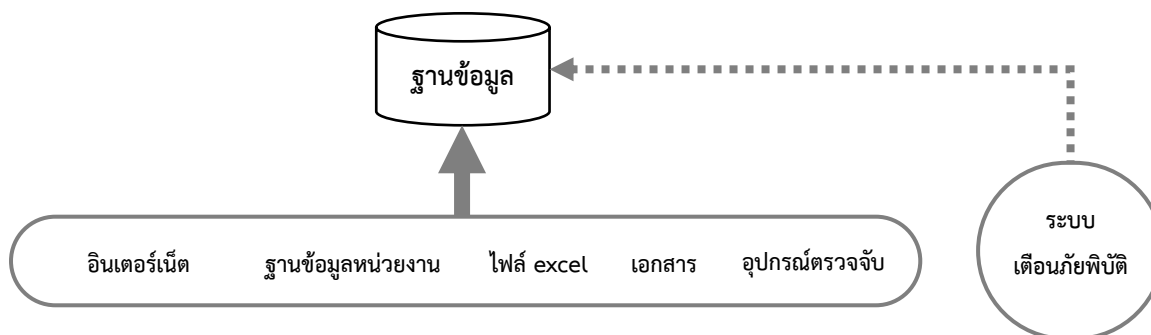 ฐานข้อมูล
ระบบ
เตือนภัยพิบัติ
อินเตอร์เน็ต ฐานข้อมูลหน่วยงาน ไฟล์ excel เอกสาร อุปกรณ์ตรวจจับ